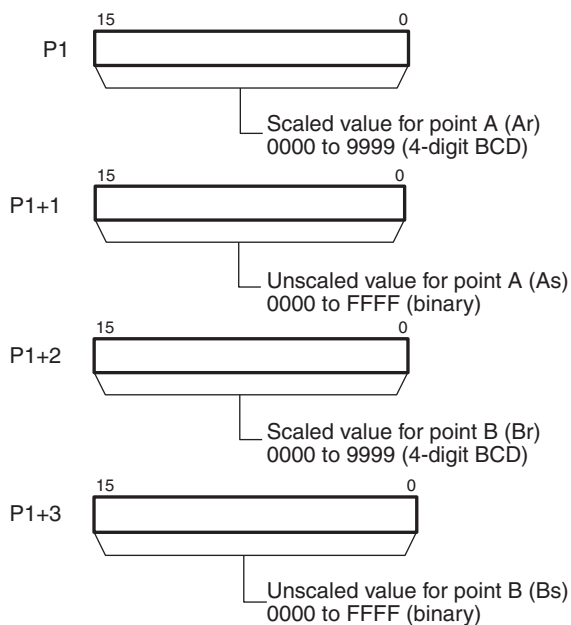 15 0
P1
Scaled value for point A (Ar)
0000 to 9999 (4-digit BCD)
15 0
P1+1
Unscaled value for point A (As)
0000 to FFFF (binary)
15 0
P1+2
Scaled value for point B (Br)
0000 to 9999 (4-digit BCD)
15 0
P1+3
Unscaled value for point B (Bs)
0000 to FFFF (binary)